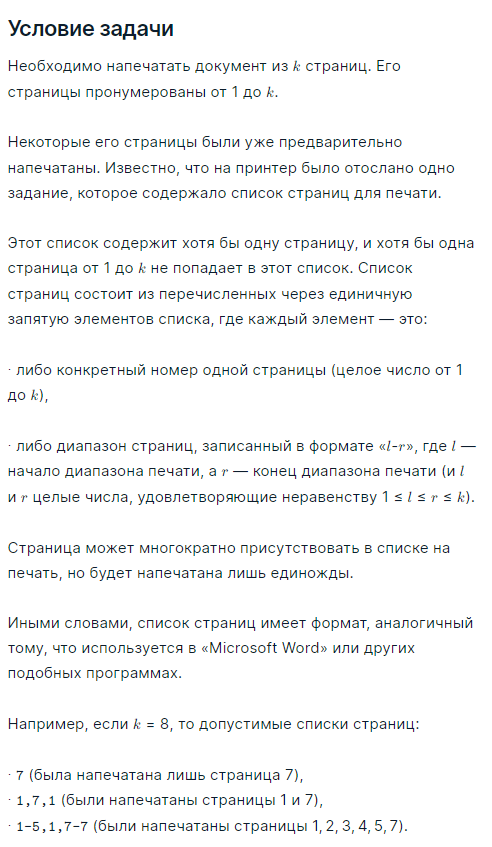 Условие задачи
Необходимо напечатать документ из k страниц. Его
страницы пронумерованы от 1 до k.
Некоторые его страницы были уже предварительно
напечатаны. Известно, что на принтер было отослано одно
задание, которое содержало список страниц для печати.
Этот список содержит хотя бы одну страницу, и хотя бы одна
страница от 1 до k не попадает в этот список. Список
страниц состоит из перечисленных через единичную
запятую элементов списка, где каждый элемент — это:
· либо конкретный номер одной страницы (целое число от 1
до k),
· либо диапазон страниц, записанный в формате «l-r», где l —
начало диапазона печати, а r — конец диапазона печати (и l
и r целые числа, удовлетворяющие неравенству 1 ≤ l ≤ r ≤ k).
Страница может многократно присутствовать в списке на
печать, но будет напечатана лишь единожды.
Иными словами, список страниц имеет формат, аналогичный
тому, что используется в «Microsoft Word» или других
подобных программах.
Например, если k = 8, то допустимые списки страниц:
· 7 (была напечатана лишь страница 7),
· 1,7,1 (были напечатаны страницы 1 и 7),
· 1-5,1,7-7 (были напечатаны страницы 1, 2, 3, 4, 5, 7).